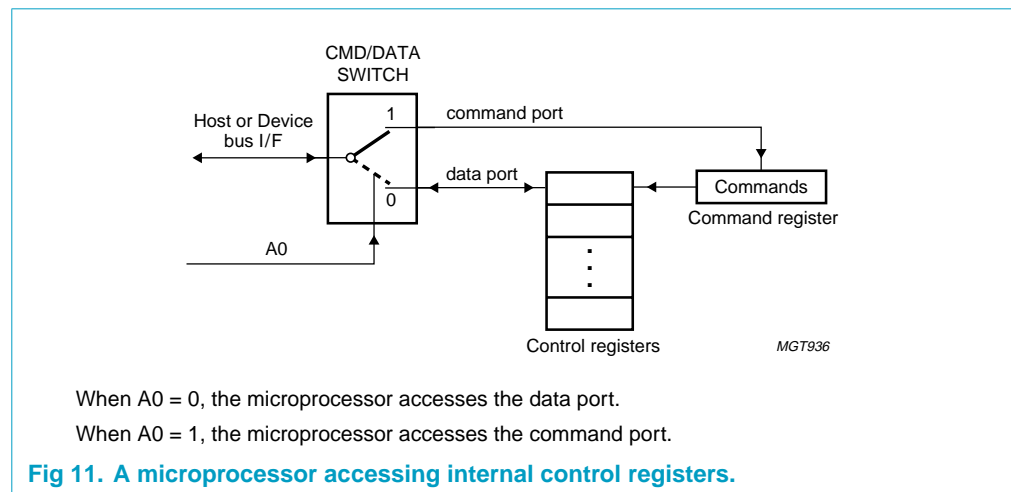 CMD/DATA
SWITCH
Host or Device
bus I/F
1
command port
data port
0
A0
Commands
Command register
Control registers
MGT936
When A0 = 0, the microprocessor accesses the data port.
When A0 = 1, the microprocessor accesses the command port.
Fig 11. A microprocessor accessing internal control registers.